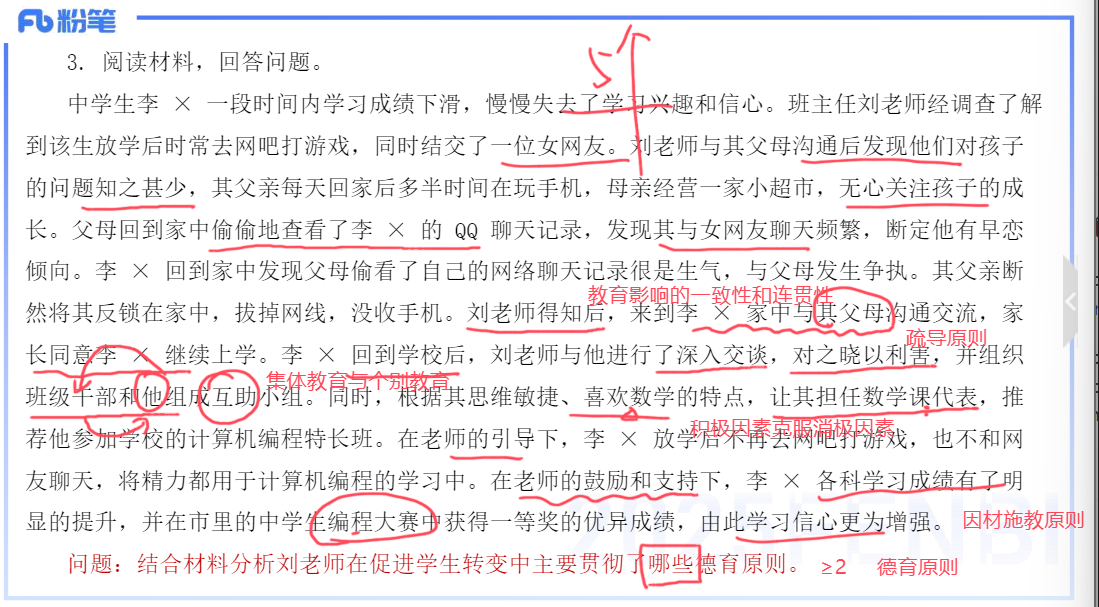 粉笔
3. 阅读材料，回答问题。
5
中学生李 × 一段时间内学习成绩下滑，慢慢失去了学习兴趣和信心。班主任刘老师经调查了解
到该生放学后时常去网吧打游戏，同时结交了一位女网友。刘老师与其父母沟通后发现他们对孩子
的问题知之甚少，其父亲每天回家后多半时间在玩手机，母亲经营一家小超市，无心关注孩子的成
长。父母回到家中偷偷地查看了李 × 的 QQ 聊天记录，发现其与女网友聊天频繁，断定他有早恋
倾向。李 × 回到家中发现父母偷看了自己的网络聊天记录很是生气，与父母发生争执。其父亲断
教育影响的一致性和连贯性
然将其反锁在家中，拔掉网线，没收手机。刘老师得知后，来到李 × 家中与其父母沟通交流，家
疏导原则
长同意李 × 继续上学。李 × 回到学校后，刘老师与他进行了深入交谈，对之晓以利害，并组织
集体教育与个别教育
班级干部和他组成互助小组。同时，根据其思维敏捷、喜欢数学的特点，让其担任数学课代表，推
积极因素克服消极因素
荐他参加学校的计算机编程特长班。在老师的引导下，李 × 放学后不再去网吧打游戏，也不和网
友聊天，将精力都用于计算机编程的学习中。在老师的鼓励和支持下，李 × 各科学习成绩有了明
显的提升，并在市里的中学生编程大赛中获得一等奖的优异成绩，由此学习信心更为增强。 因材施教原则
问题：结合材料分析刘老师在促进学生转变中主要贯彻了哪些德育原则。 ≥2 德育原则